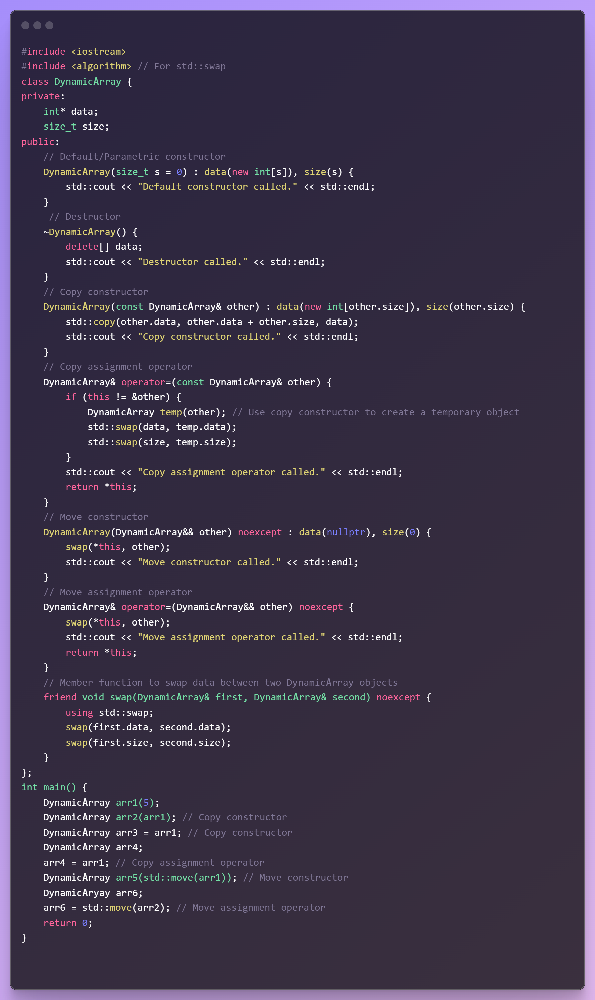 #include <iostream>
#include <algorithm> // For std::swap
class DynamicArray {
private:
    int* data;
    size_t size;
public:
    // Default/Parametric constructor
    DynamicArray(size_t s = 0) : data(new int[s]), size(s) {
        std::cout << "Default constructor called." << std::endl;
    }
     // Destructor
    ~DynamicArray() {
        delete[] data;
        std::cout << "Destructor called." << std::endl;
    }
    // Copy constructor
    DynamicArray(const DynamicArray& other) : data(new int[other.size]), size(other.size) {
        std::copy(other.data, other.data + other.size, data);
        std::cout << "Copy constructor called." << std::endl;
    }
    // Copy assignment operator
    DynamicArray& operator=(const DynamicArray& other) {
        if (this != &other) {
            DynamicArray temp(other); // Use copy constructor to create a temporary object
            std::swap(data, temp.data);
            std::swap(size, temp.size);
        }
        std::cout << "Copy assignment operator called." << std::endl;
        return *this;
    }
    // Move constructor
    DynamicArray(DynamicArray&& other) noexcept : data(nullptr), size(0) {
        swap(*this, other);
        std::cout << "Move constructor called." << std::endl;
    }
    // Move assignment operator
    DynamicArray& operator=(DynamicArray&& other) noexcept {
        swap(*this, other);
        std::cout << "Move assignment operator called." << std::endl;
        return *this;
    }
    // Member function to swap data between two DynamicArray objects
    friend void swap(DynamicArray& first, DynamicArray& second) noexcept {
        using std::swap;
        swap(first.data, second.data);
        swap(first.size, second.size);
    }
};
int main() {
    DynamicArray arr1(5);
    DynamicArray arr2(arr1); // Copy constructor
    DynamicArray arr3 = arr1; // Copy constructor
    DynamicArray arr4;
    arr4 = arr1; // Copy assignment operator
    DynamicArray arr5(std::move(arr1)); // Move constructor
    DynamicAryay arr6;
    arr6 = std::move(arr2); // Move assignment operator
    return 0;
}